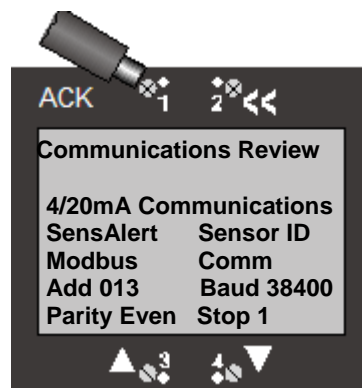 ACK 1 2 <<
Communications Review
4/20mA Communications
SensAlert Sensor ID
Modbus Comm
Add 013 Baud 38400
Parity Even Stop 1
3 4